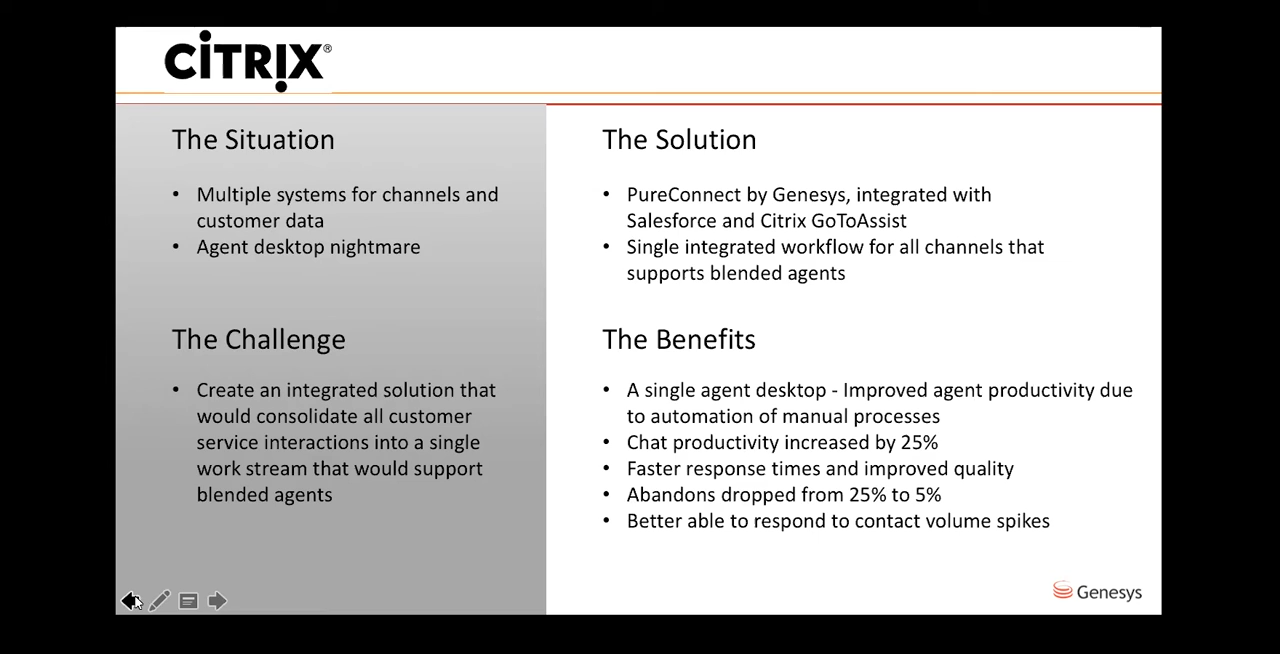 CİTRIX®
The Situation
• Multiple systems for channels and
customer data
• Agent desktop nightmare
The Challenge
• Create an integrated solution that
would consolidate all customer
service interactions into a single
work stream that would support
blended agents
The Solution
• PureConnect by Genesys, integrated with
Salesforce and Citrix GoToAssist
• Single integrated workflow for all channels that
supports blended agents
The Benefits
• A single agent desktop - Improved agent productivity due
to automation of manual processes
• Chat productivity increased by 25%
• Faster response times and improved quality
• Abandons dropped from 25% to 5%
• Better able to respond to contact volume spikes
Genesys